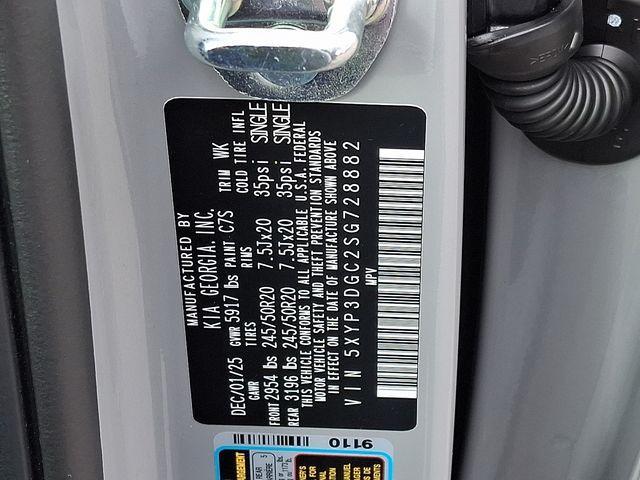 MANUFACTURED BY
KIA GEORGIA, INC.
DEC/01/25 GVWR 5917 lbs PAINT C7S TRIM WK
GAWR TIRES RIMS COLD TIRE INFL
FRONT 2954 lbs 245/50R20 7.5Jx20 35psi SINGLE
REAR 3196 lbs 245/50R20 7.5Jx20 35psi SINGLE
THIS VEHICLE CONFORMS TO ALL APPLICABLE U.S.A. FEDERAL
MOTOR VEHICLE SAFETY AND THEFT PREVENTION STANDARDS
IN EFFECT ON THE DATE OF MANUFACTURE SHOWN ABOVE
VIN 5XYP3DGC2SG728882
MPV
9110
REAR